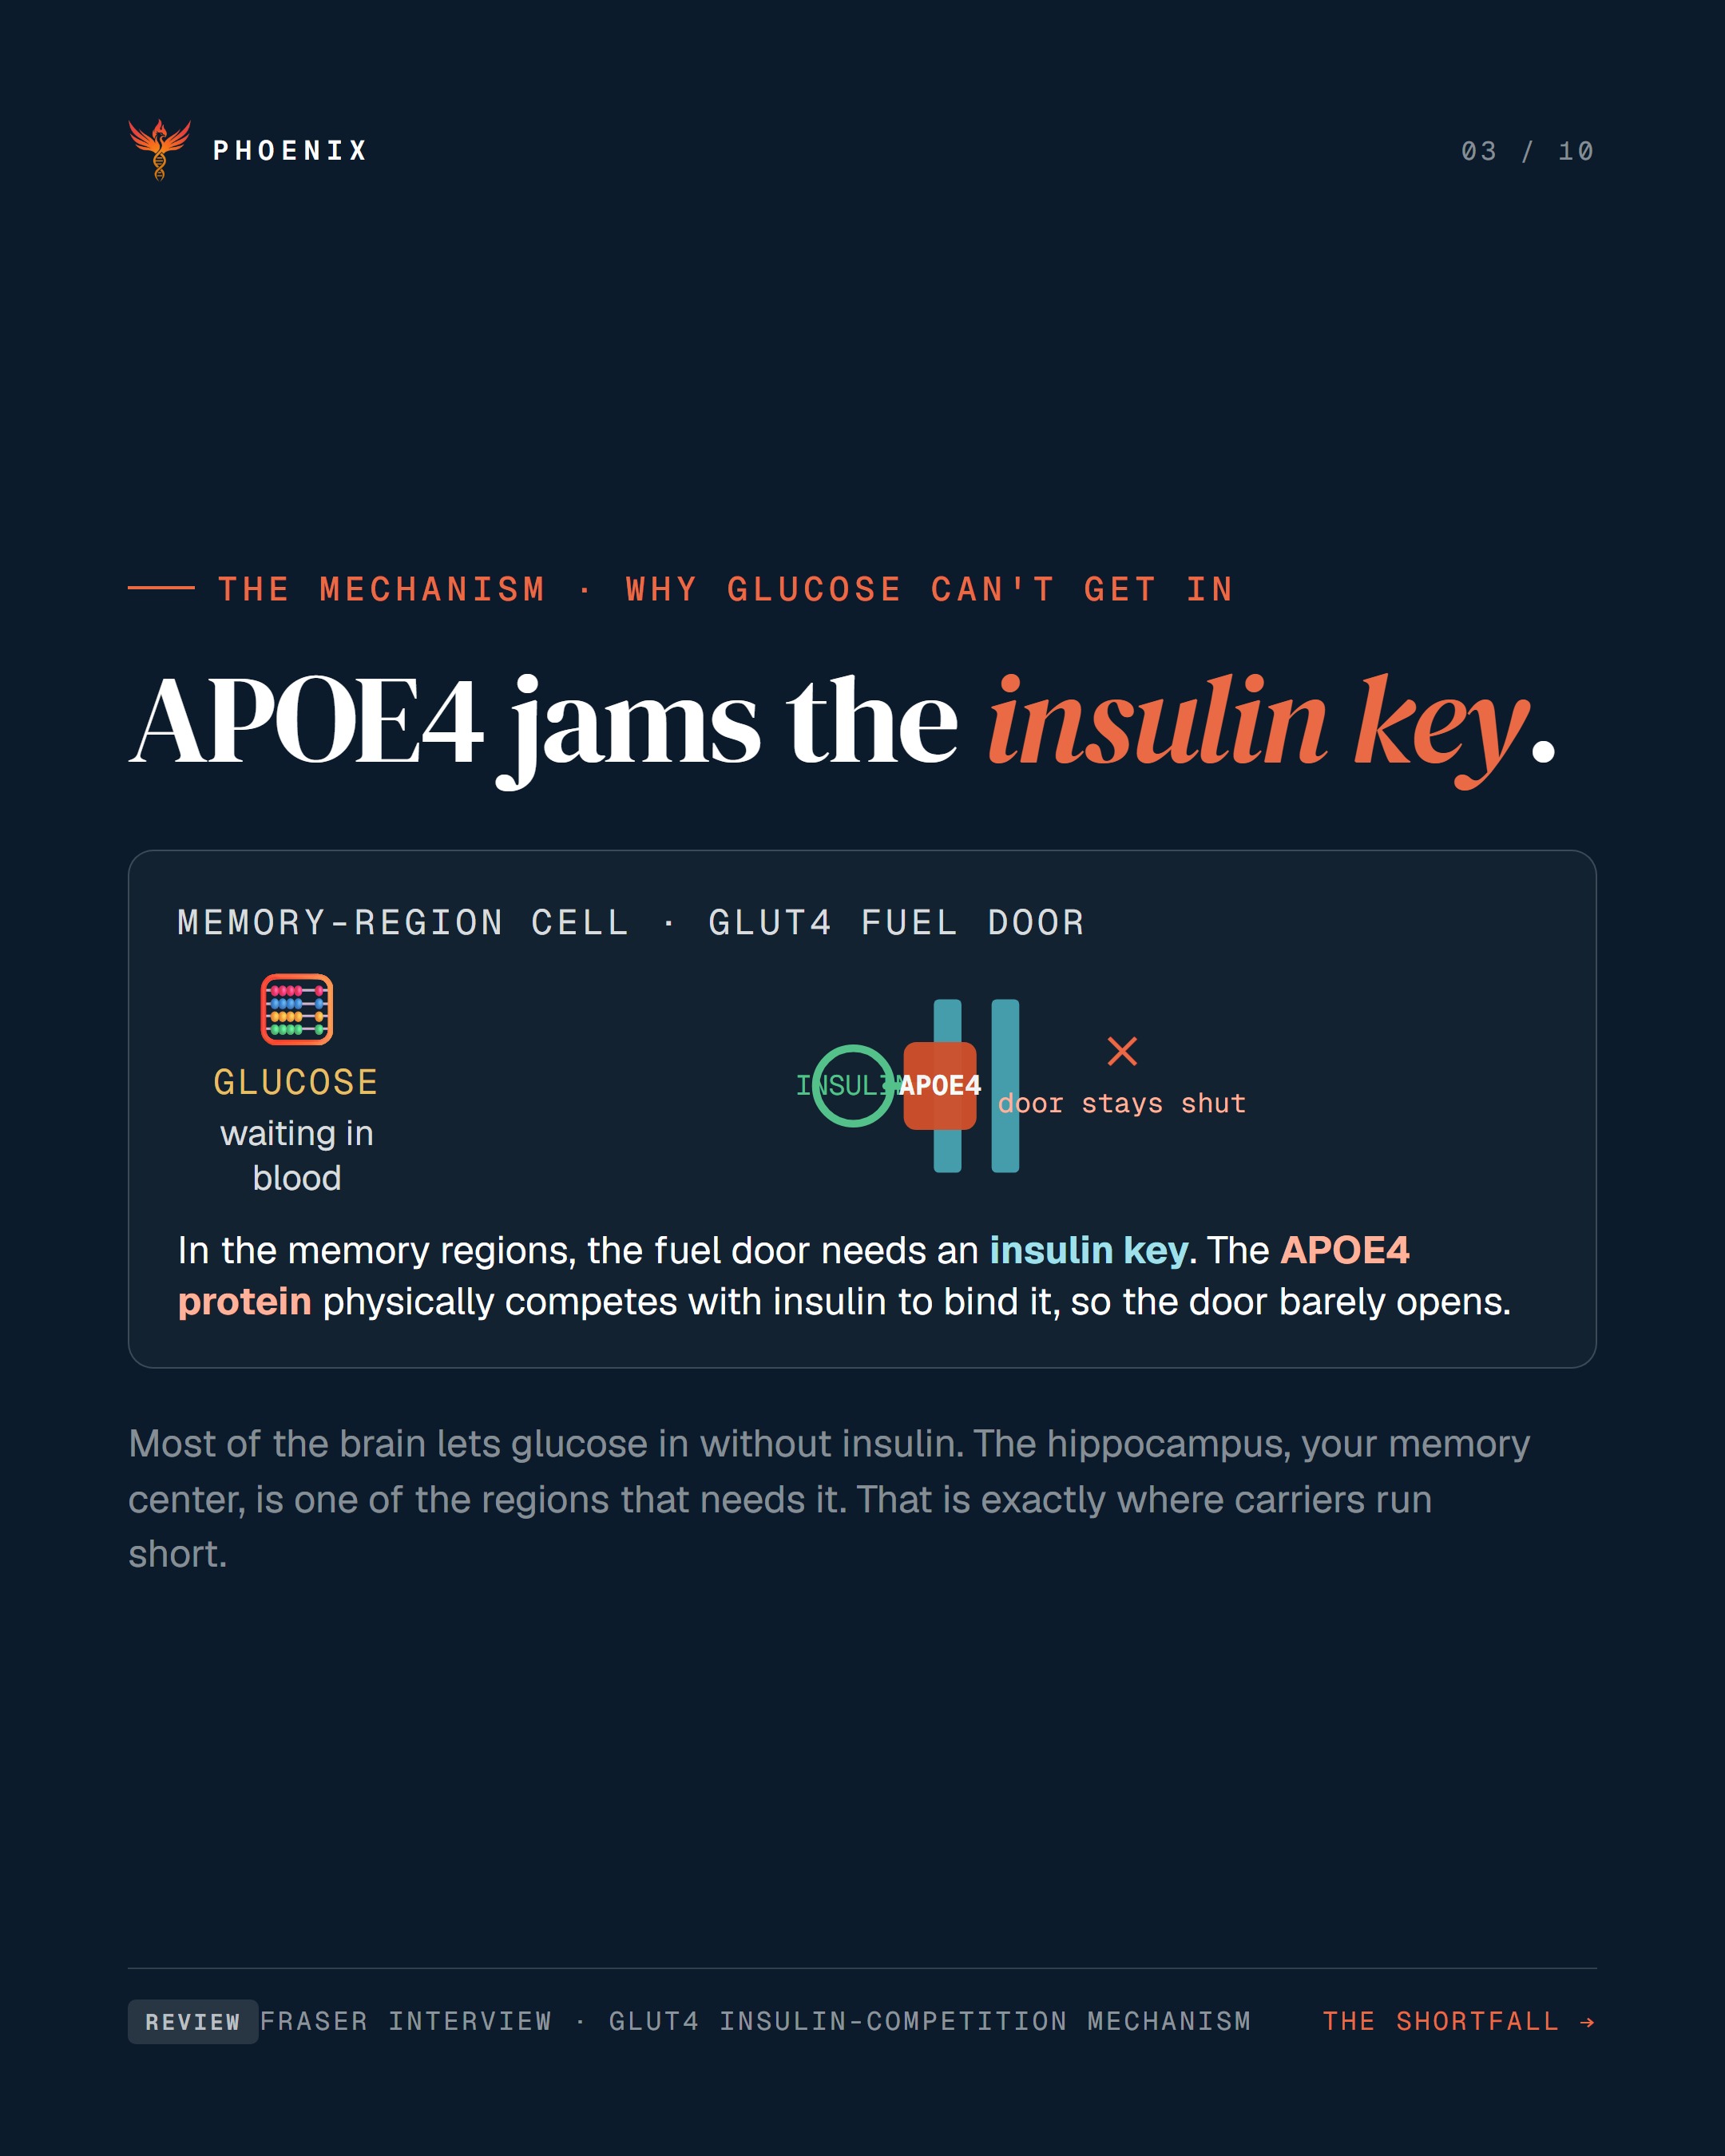 PHOENIX
03 / 10
THE MECHANISM · WHY GLUCOSE CAN'T GET IN
APOE4 jams the insulin key.
MEMORY-REGION CELL · GLUT4 FUEL DOOR
GLUCOSE
waiting in
blood
INSULIN
APOE4
door stays shut
In the memory regions, the fuel door needs an insulin key. The APOE4
protein physically competes with insulin to bind it, so the door barely opens.
Most of the brain lets glucose in without insulin. The hippocampus, your memory
center, is one of the regions that needs it. That is exactly where carriers run
short.
REVIEW FRASER INTERVIEW · GLUT4 INSULIN-COMPETITION MECHANISM
THE SHORTFALL →